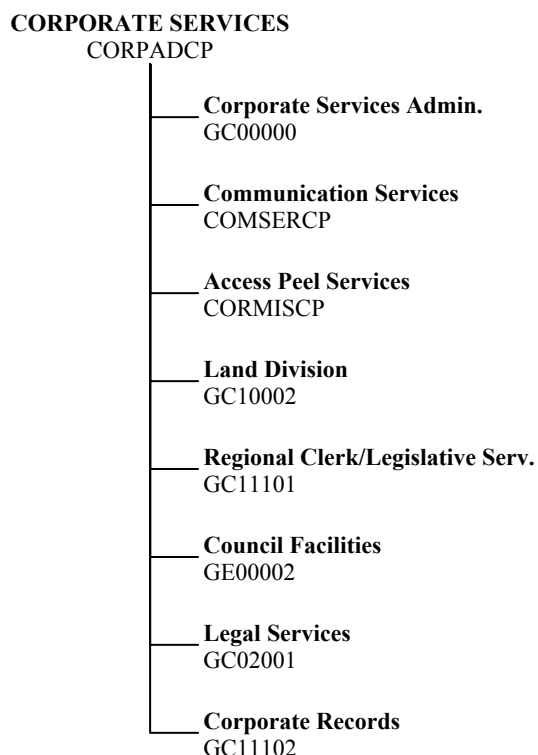 CORPORATE SERVICES
CORPADCP
Corporate Services Admin.
GC00000
Communication Services
COMSERCP
Access Peel Services
CORMISCP
Land Division
GC10002
Regional Clerk/Legislative Serv.
GC11101
Council Facilities
GE00002
Legal Services
GC02001
Corporate Records
GC11102